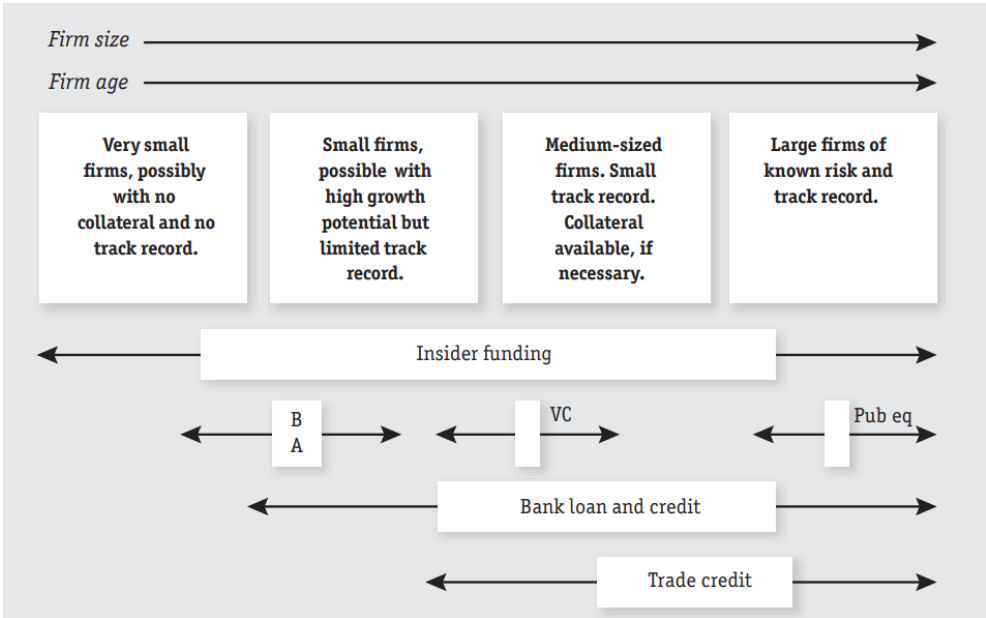 Firm size
Firm age
Very small
firms, possibly
with no
collateral and no
track record.
Small firms,
possible with
high growth
potential but
limited track
record.
Medium-sized
firms. Small
track record.
Collateral
available, if
necessary.
Large firms of
known risk and
track record.
Insider funding
B
A
VC
Pub eq
Bank loan and credit
Trade credit